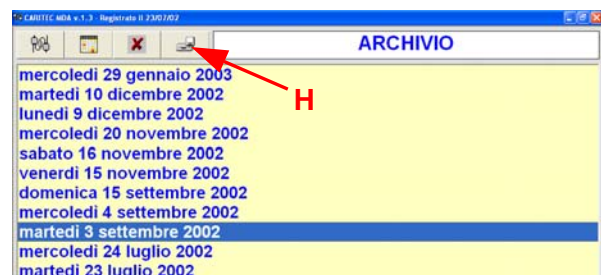 CARITEC MDA v.1.3 - Registrato il 23/07/02
ARCHIVIO
mercoledì 29 gennaio 2003
martedì 10 dicembre 2002
H
lunedì 9 dicembre 2002
mercoledì 20 novembre 2002
sabato 16 novembre 2002
venerdì 15 novembre 2002
domenica 15 settembre 2002
mercoledì 4 settembre 2002
martedì 3 settembre 2002
mercoledì 24 luglio 2002
martedì 23 luglio 2002